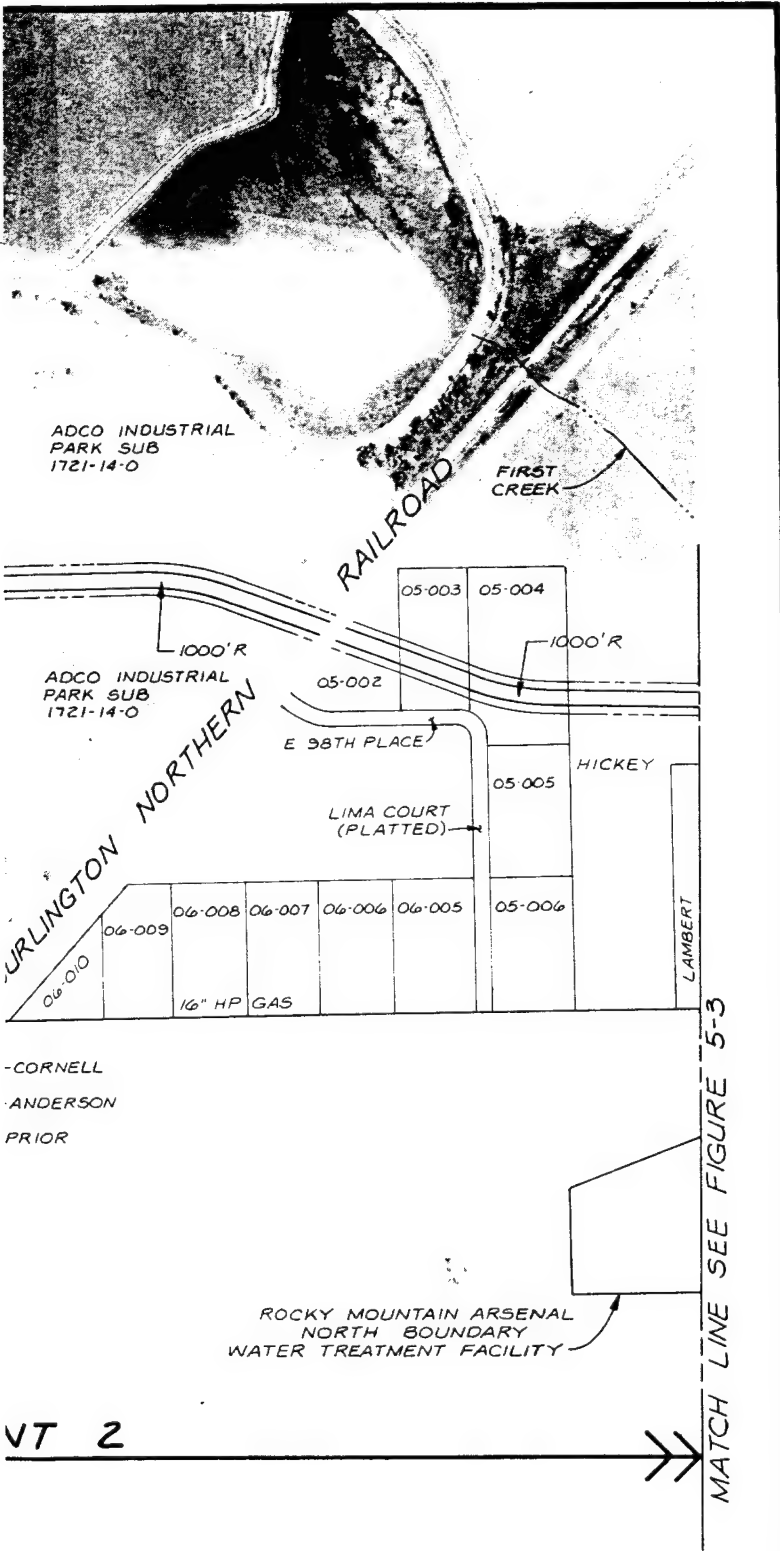 ADCO INDUSTRIAL
PARK SUB
1721-14-0
FIRST
CREEK
RAILROAD
05-003
05-004
1000'R
1000'R
ADCO INDUSTRIAL
PARK SUB
1721-14-0
05-002
E 98TH PLACE
NORTHERN
HICKEY
05-005
LIMA COURT
(PLATTED)
URLINGTON
06-010
06-009
06-008
06-007
06-006
06-005
05-006
LAMBERT
16" HP GAS
-CORNELL
-ANDERSON
PRIOR
ROCKY MOUNTAIN ARSENAL
NORTH BOUNDARY
WATER TREATMENT FACILITY
NT 2
MATCH LINE SEE FIGURE 5-3